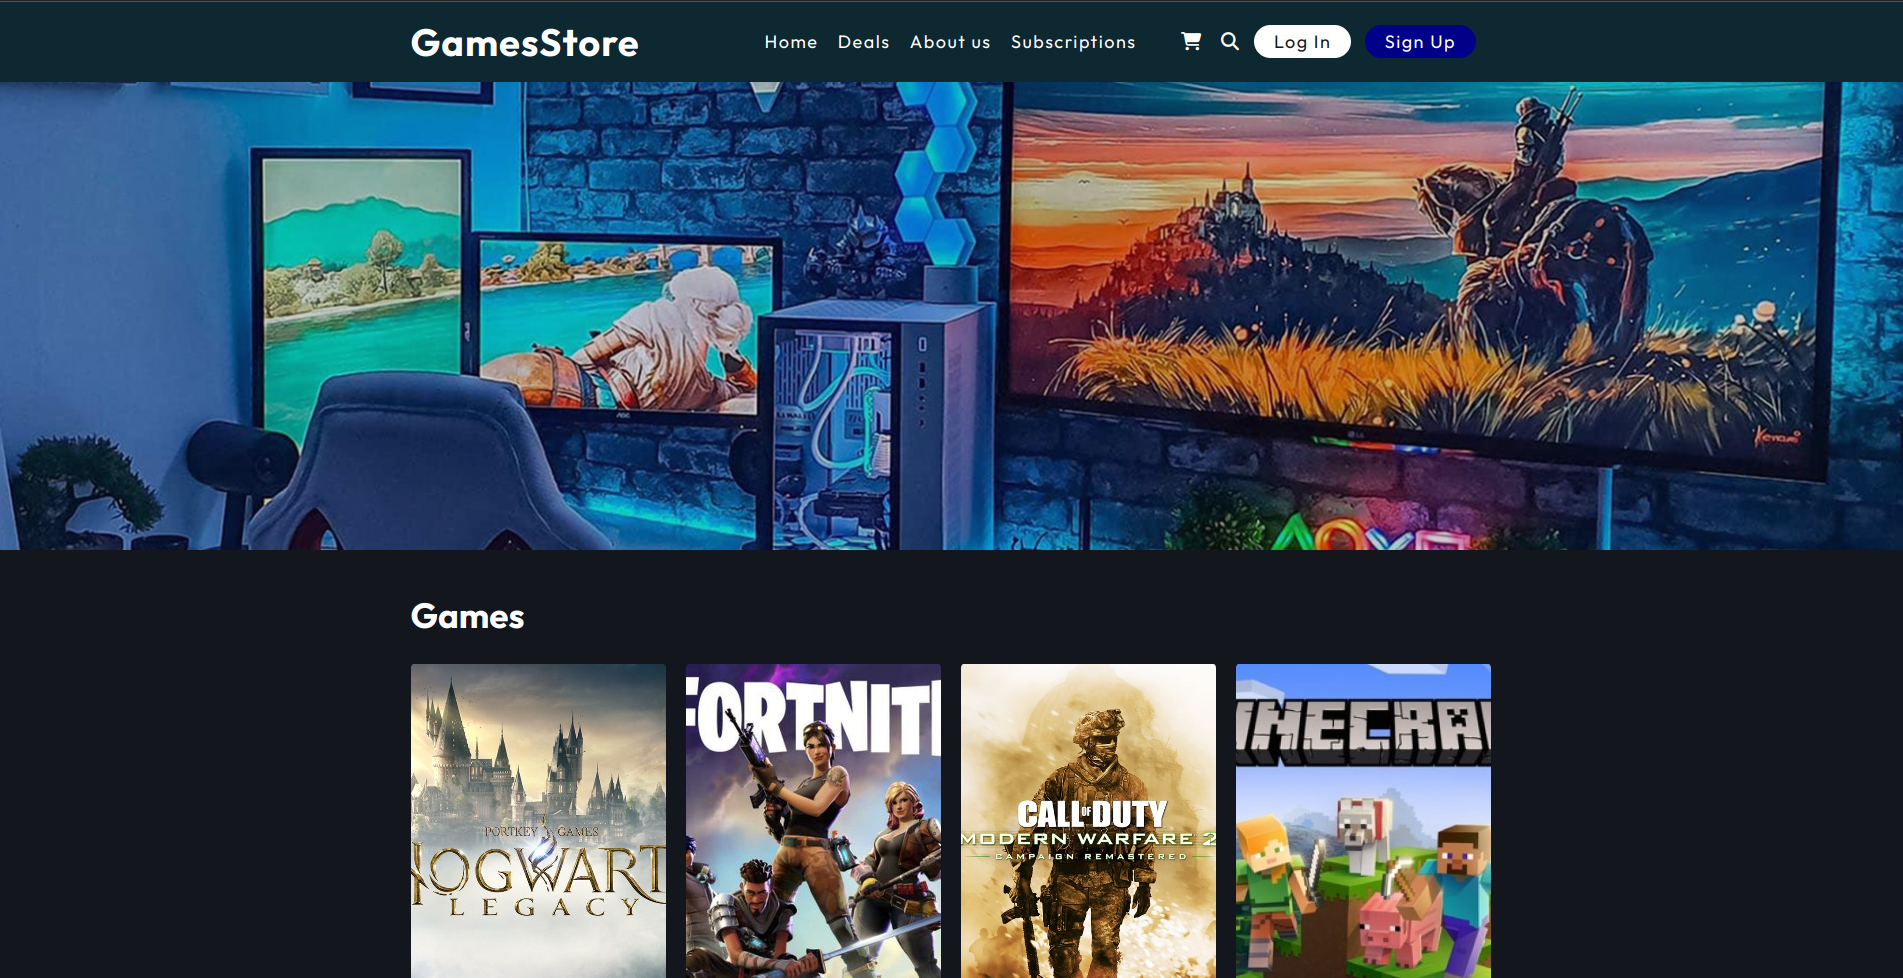 GamesStore
Home Deals About us Subscriptions Log In Sign Up
Games
PORTKEY GAMES
HOGWART
LEGACY
FORTNIT
CALL OF DUTY
MODERN WARFARE 2
CAMPAIGN REMASTERED
INECRA